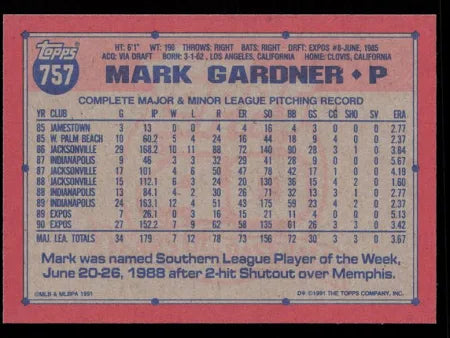 Topps
757
HT: 6'1" WT: 190 THROWS: RIGHT BATS: RIGHT DRFT: EXPOS #8-JUNE, 1985
ACQ: VIA DRAFT BORN: 3-1-62, LOS ANGELES, CALIFORNIA HOME: CLOVIS, CALIFORNIA
MARK GARDNER • P
COMPLETE MAJOR & MINOR LEAGUE PITCHING RECORD
YR CLUB G IP W L R ER SO BB GS CG SHO SV ERA
85 JAMESTOWN 3 13 0 0 4 4 16 4 3 0 0 0 2.77
85 W. PALM BEACH 10 60.2 5 4 24 16 44 18 9 4 0 0 2.37
86 JACKSONVILLE 29 168.2 10 11 88 72 140 90 28 3 1 0 3.84
87 INDIANAPOLIS 9 46 3 3 32 29 41 28 9 0 0 0 5.67
87 JACKSONVILLE 17 101 4 6 50 47 78 42 17 1 0 0 4.19
88 JACKSONVILLE 15 112.1 6 3 24 20 130 36 15 4 2 0 1.60
88 INDIANAPOLIS 13 84.1 4 2 30 26 71 32 13 3 1 0 2.77
89 INDIANAPOLIS 24 163.1 12 4 51 43 175 59 23 3 2 0 2.37
89 EXPOS 7 26.1 0 3 16 15 21 11 4 0 0 0 5.13
90 EXPOS 27 152.2 7 9 62 58 135 61 26 3 3 0 3.42
MAJ. LEA. TOTALS 34 179 7 12 78 73 156 72 30 3 3 0 3.67
Mark was named Southern League Player of the Week,
June 20-26, 1988 after 2-hit Shutout over Memphis.
©MLB & MLBPA 1991
D* ©1991 THE TOPPS COMPANY, INC.